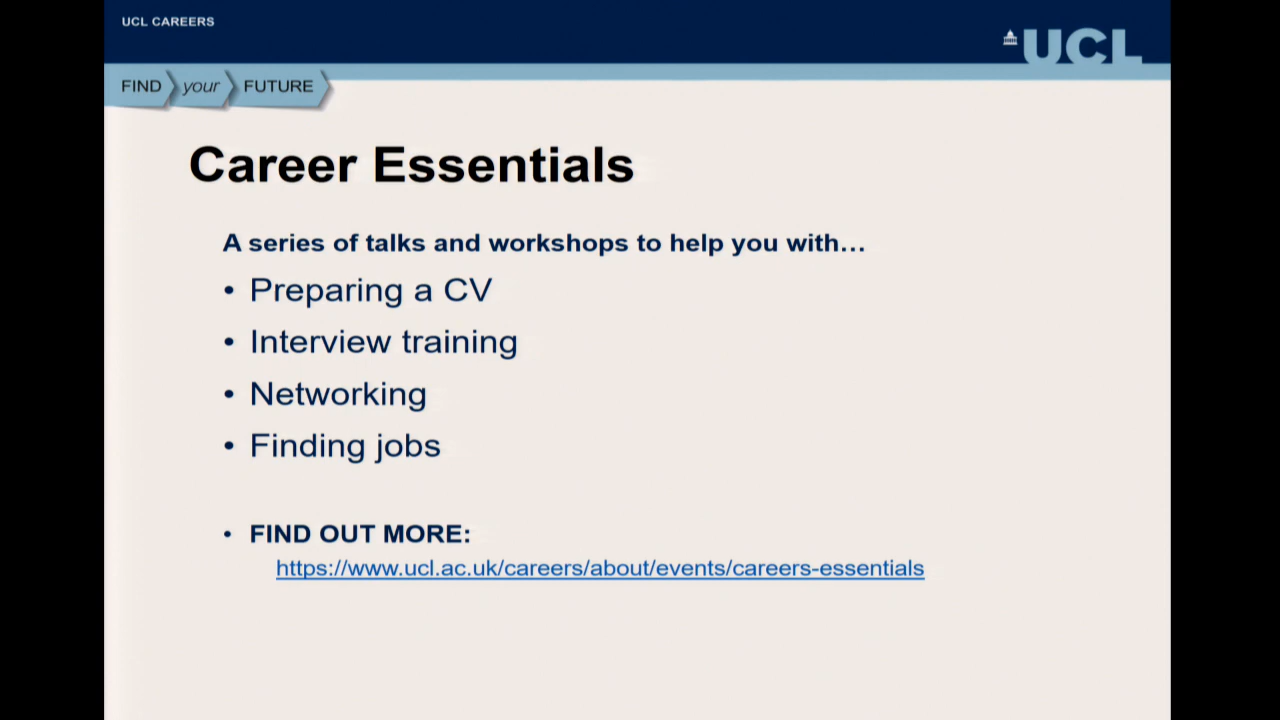 UCL CAREERS
UCL
FIND your FUTURE
Career Essentials
A series of talks and workshops to help you with…
• Preparing a CV
• Interview training
• Networking
• Finding jobs
• FIND OUT MORE:
https://www.ucl.ac.uk/careers/about/events/careers-essentials